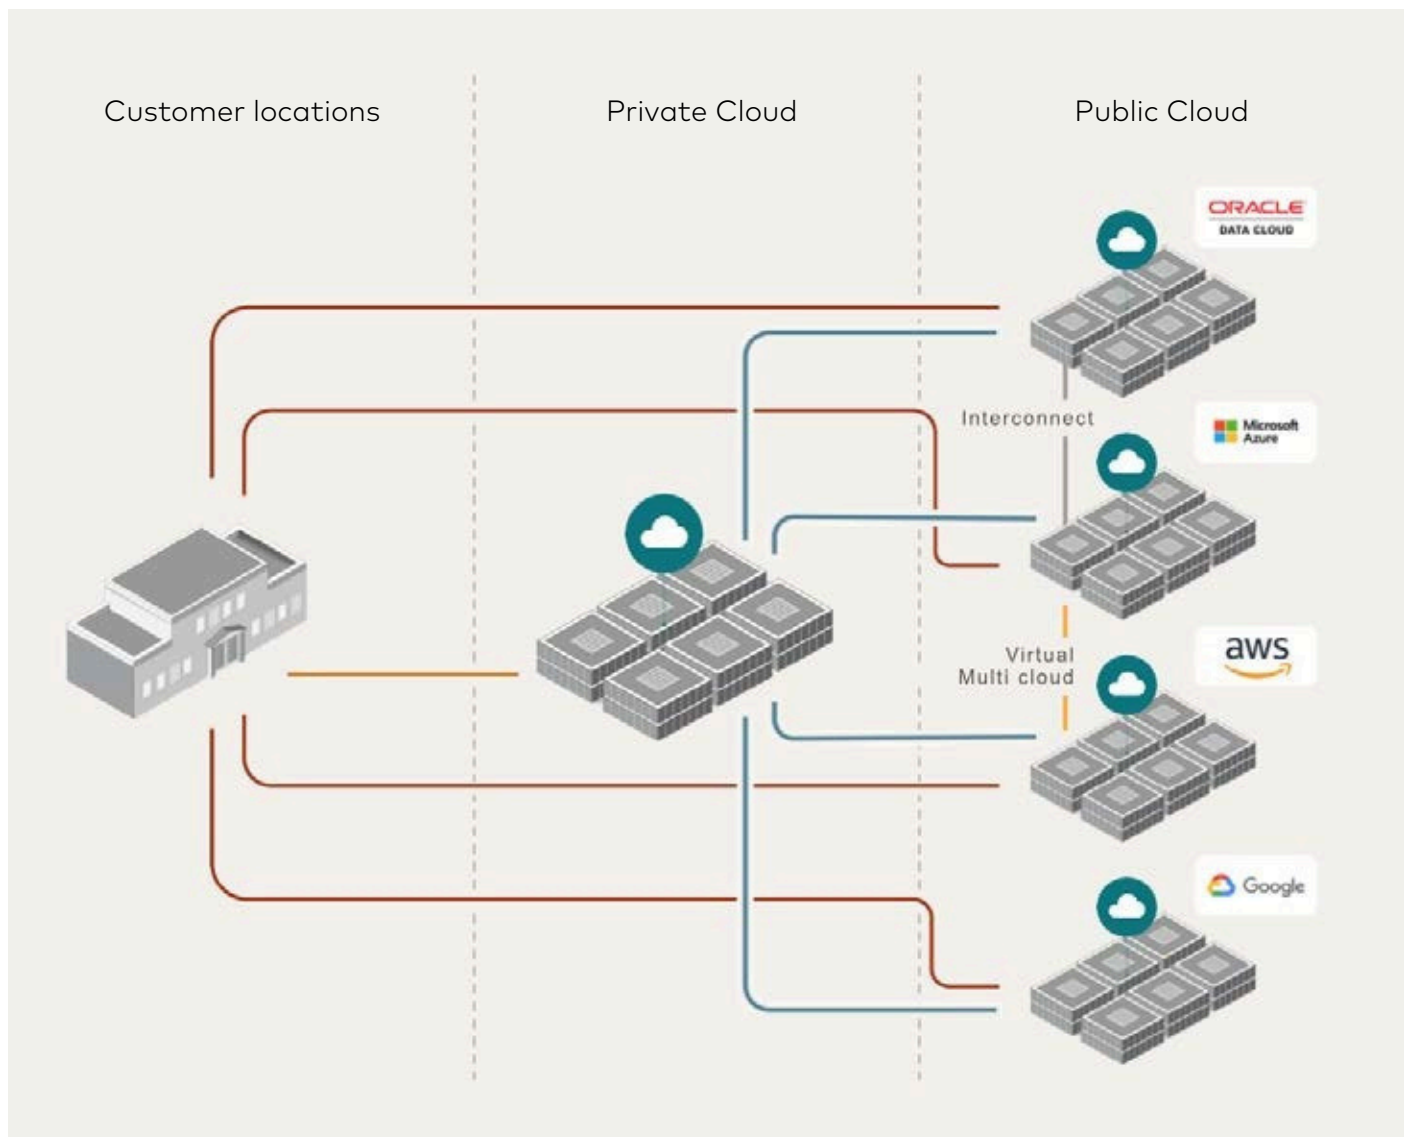 Customer locations
Private Cloud
Public Cloud
ORACLE
DATA CLOUD
Interconnect
Microsoft
Azure
Virtual
Multi cloud
aws
Google